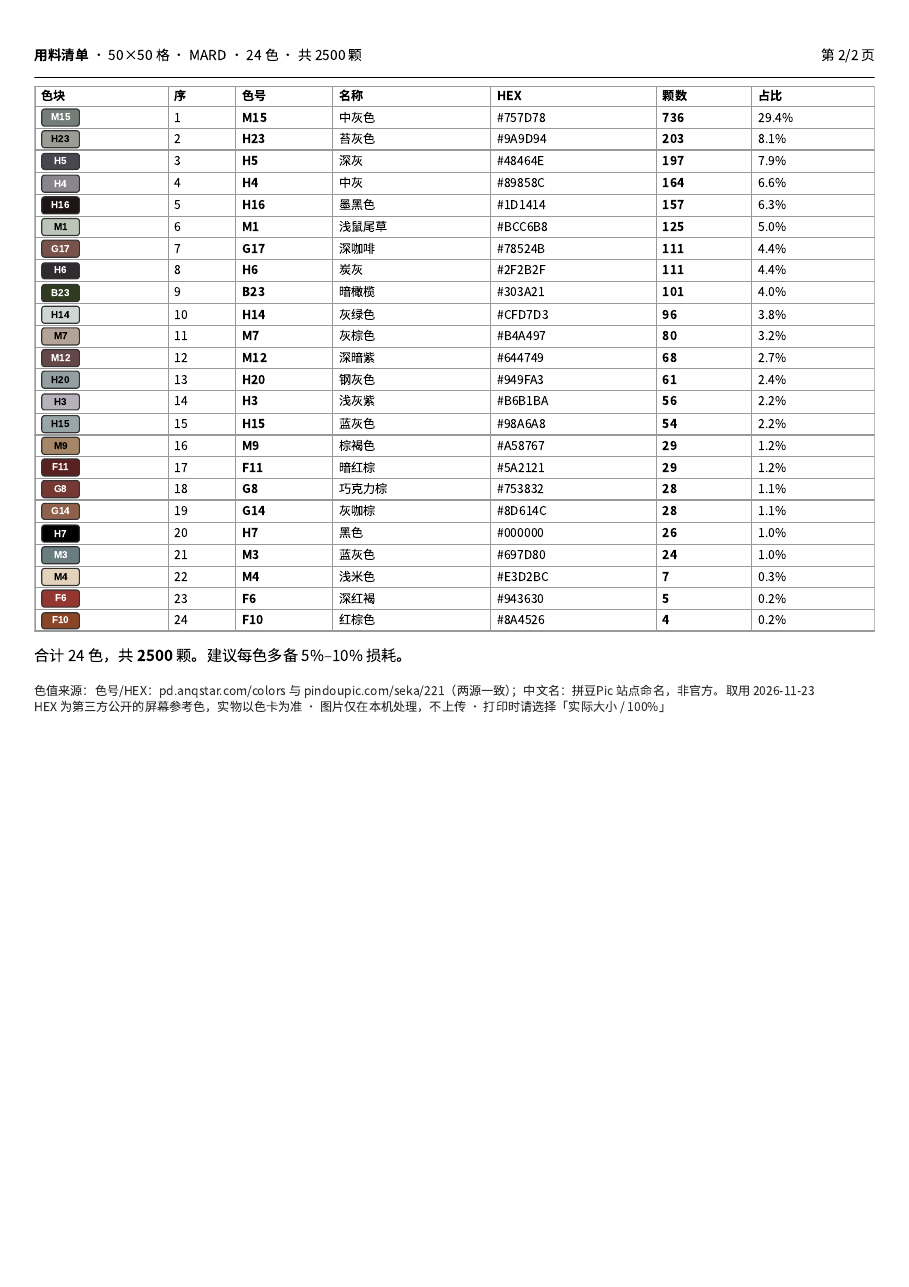 用料清单 · 50×50 格 · MARD · 24 色 · 共 2500 颗 第 2/2 页
色块 序 色号 名称 HEX 颗数 占比
M15 1 M15 中灰色 #757D78 736 29.4%
H23 2 H23 苔灰色 #9A9D94 203 8.1%
H5 3 H5 深灰 #48464E 197 7.9%
H4 4 H4 中灰 #89858C 164 6.6%
H16 5 H16 墨黑色 #1D1414 157 6.3%
M1 6 M1 浅鼠尾草 #BCC6B8 125 5.0%
G17 7 G17 深咖啡 #78524B 111 4.4%
H6 8 H6 炭灰 #2F2B2F 111 4.4%
B23 9 B23 暗橄榄 #303A21 101 4.0%
H14 10 H14 灰绿色 #CFD7D3 96 3.8%
M7 11 M7 灰棕色 #B4A497 80 3.2%
M12 12 M12 深暗紫 #644749 68 2.7%
H20 13 H20 钢灰色 #949FA3 61 2.4%
H3 14 H3 浅灰紫 #B6B1BA 56 2.2%
H15 15 H15 蓝灰色 #98A6A8 54 2.2%
M9 16 M9 棕褐色 #A58767 29 1.2%
F11 17 F11 暗红棕 #5A2121 29 1.2%
G8 18 G8 巧克力棕 #753832 28 1.1%
G14 19 G14 灰咖棕 #8D614C 28 1.1%
H7 20 H7 黑色 #000000 26 1.0%
M3 21 M3 蓝灰色 #697D80 24 1.0%
M4 22 M4 浅米色 #E3D2BC 7 0.3%
F6 23 F6 深红褐 #943630 5 0.2%
F10 24 F10 红棕色 #8A4526 4 0.2%
合计 24 色，共 2500 颗。建议每色多备 5%–10% 损耗。
色值来源：色号/HEX：pd.anqstar.com/colors 与 pindoupic.com/seka/221（两源一致）；中文名：拼豆Pic 站点命名，非官方。取用 2026-11-23
HEX 为第三方公开的屏幕参考色，实物以色卡为准 · 图片仅在本机处理，不上传 · 打印时请选择「实际大小 / 100%」